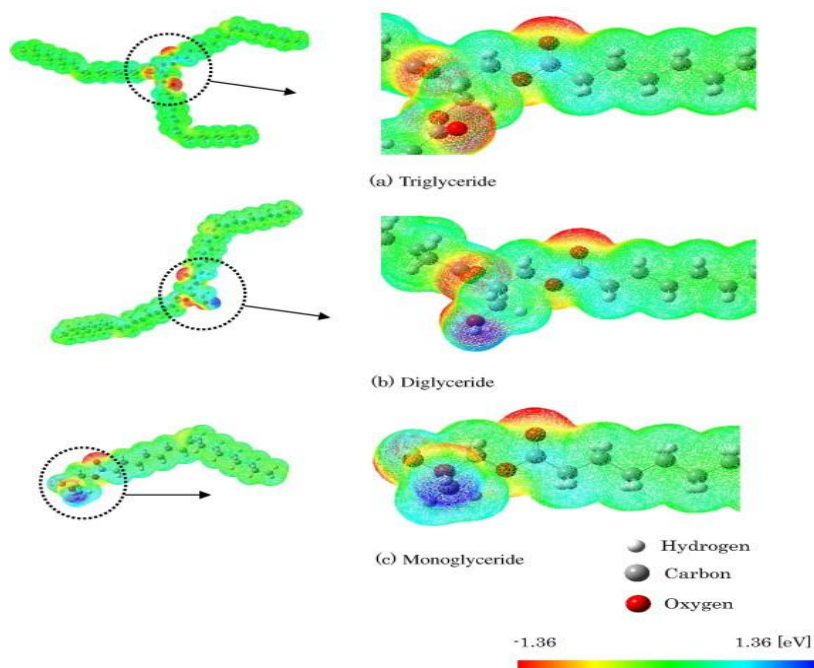 (a) Triglyceride
(b) Diglyceride
(c) Monoglyceride
Hydrogen
Carbon
Oxygen
-1.36 1.36 [eV]